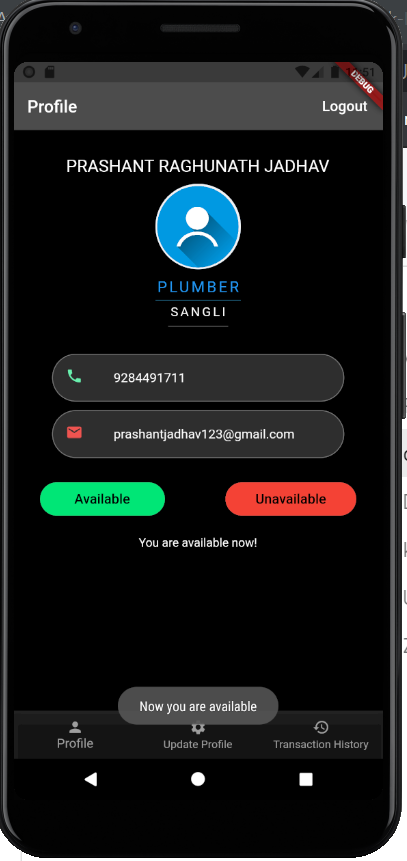 DEBUG
Profile
Logout
PRASHANT RAGHUNATH JADHAV
PLUMBER
SANGLI
9284491711
prashantjadhav123@gmail.com
Available
Unavailable
You are available now!
Now you are available
Profile
Update Profile
Transaction History